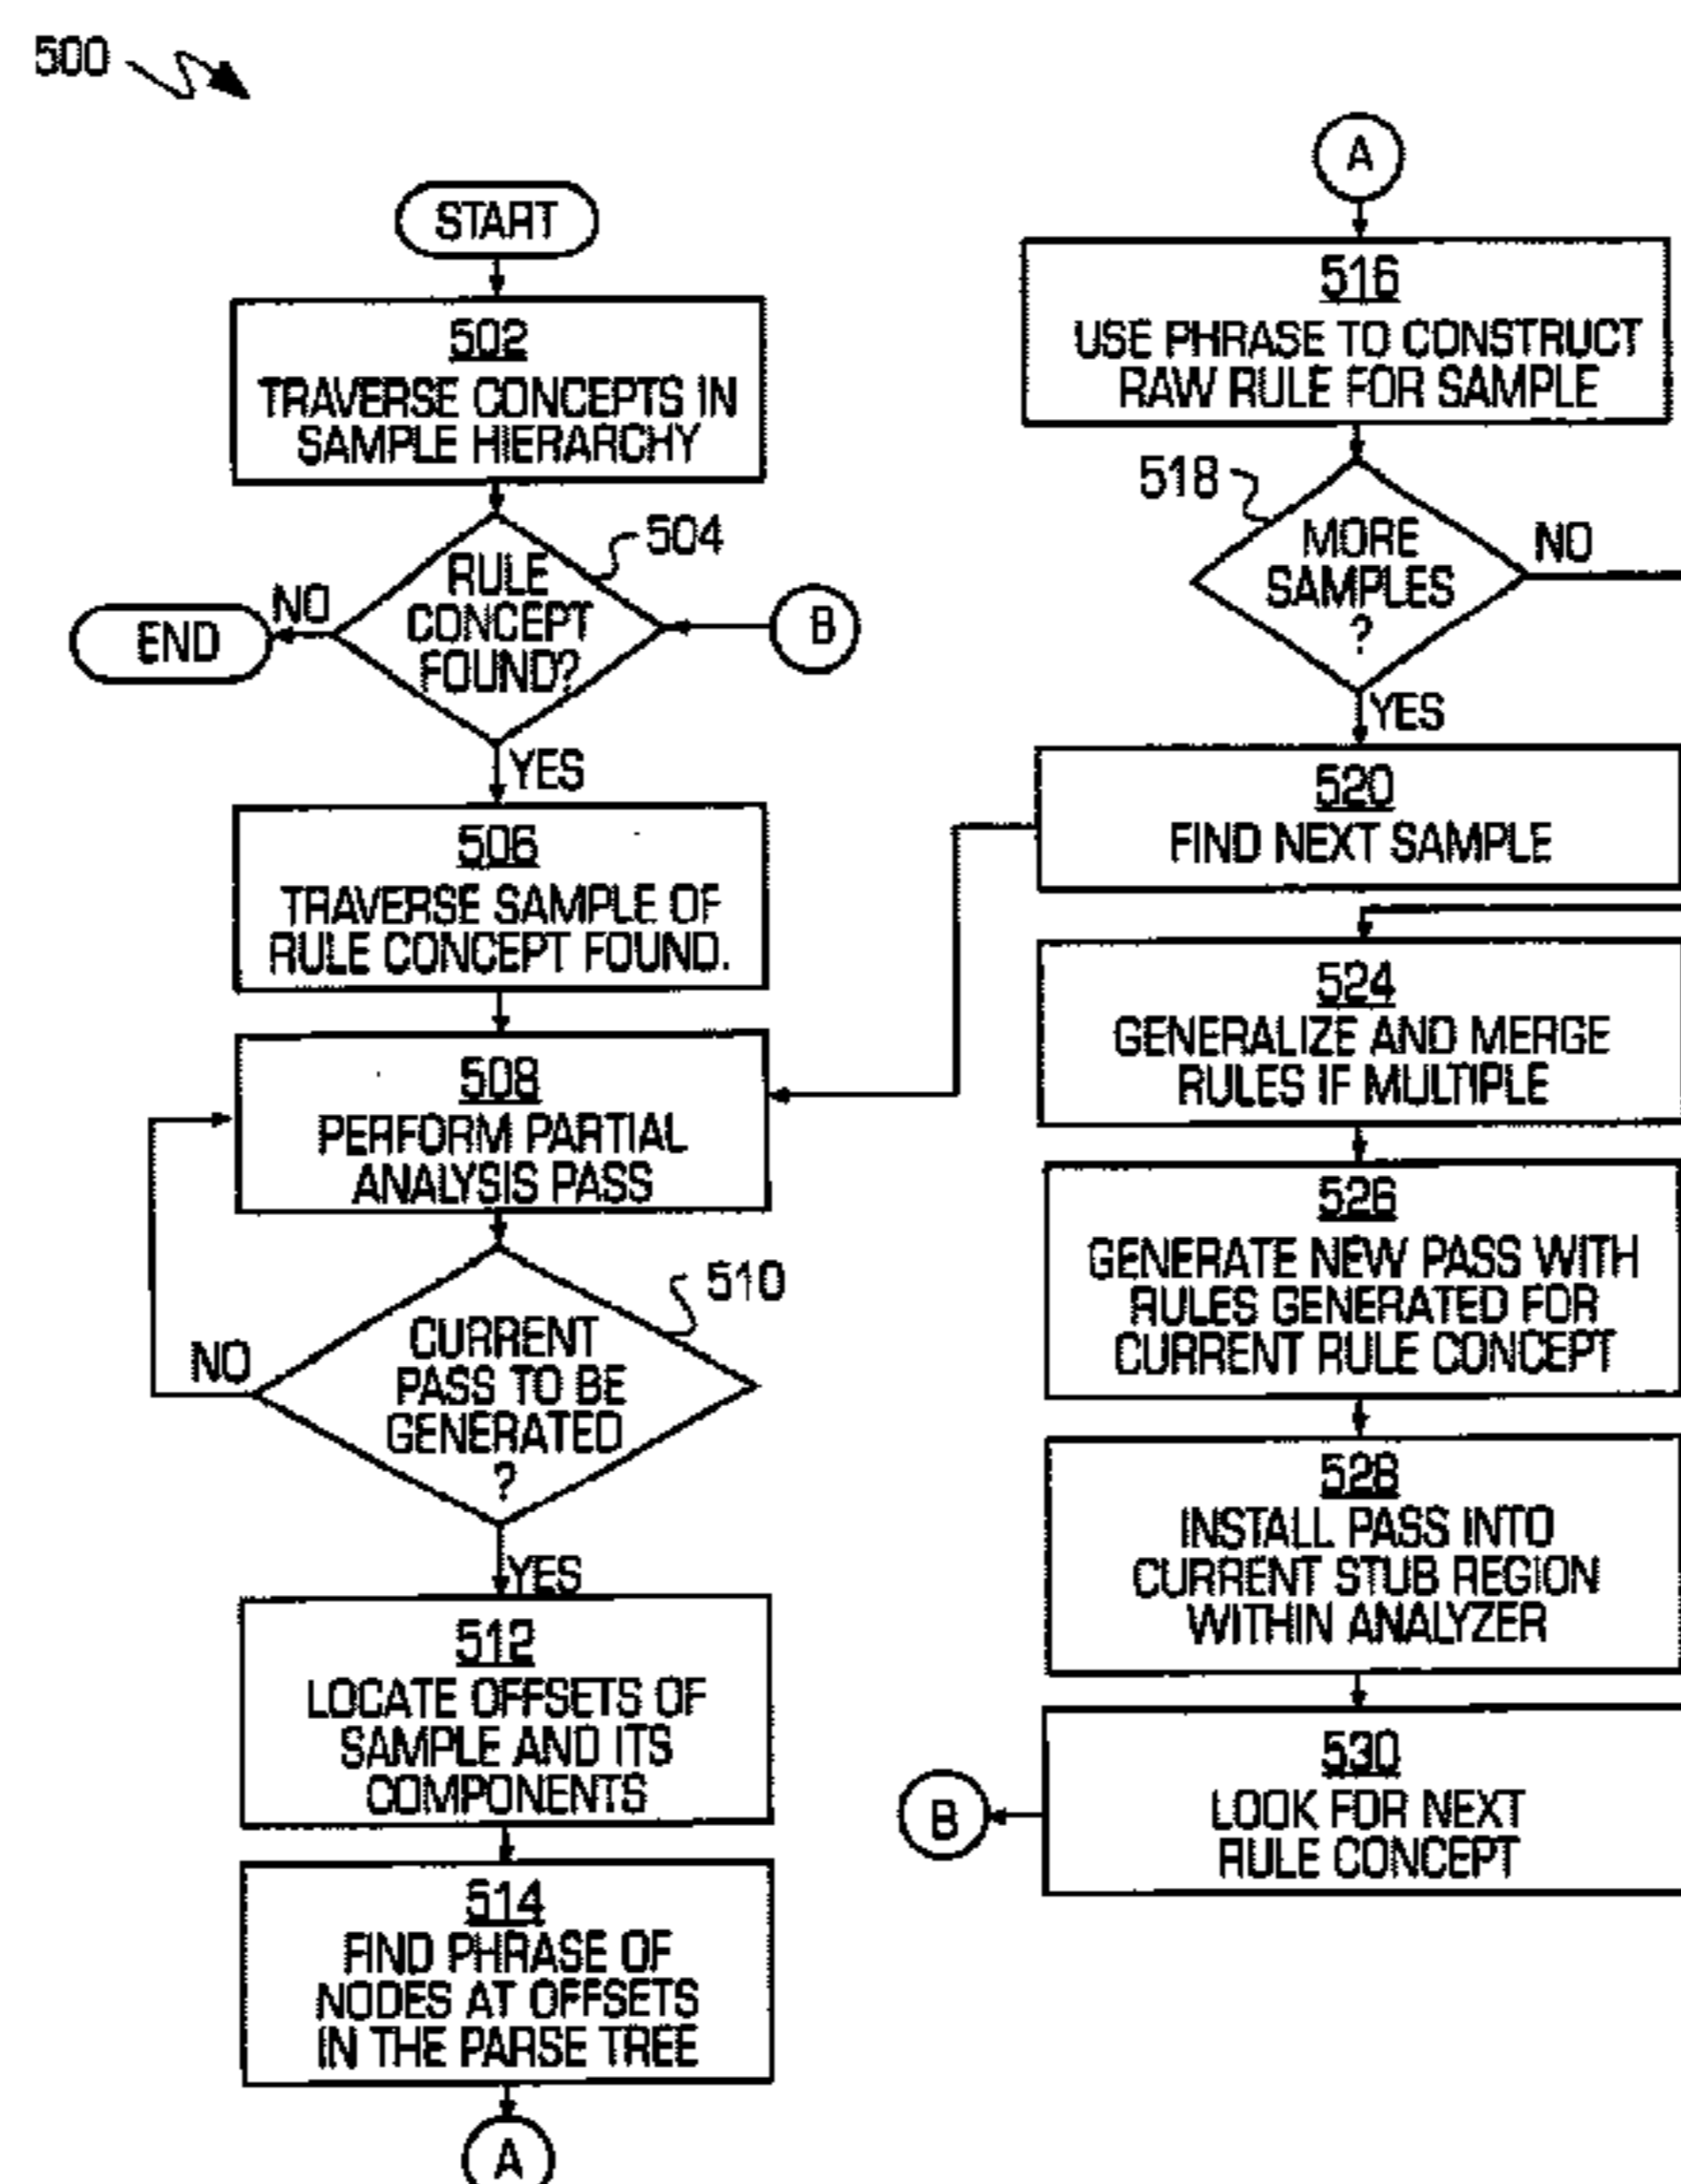 500
START
502
TRAVERSE CONCEPTS IN
SAMPLE HIERARCHY
504
RULE
CONCEPT
FOUND?
NO
END
B
YES
506
TRAVERSE SAMPLE OF
RULE CONCEPT FOUND.
508
PERFORM PARTIAL
ANALYSIS PASS
510
CURRENT
PASS TO BE
GENERATED
?
NO
YES
512
LOCATE OFFSETS OF
SAMPLE AND ITS
COMPONENTS
514
FIND PHRASE OF
NODES AT OFFSETS
IN THE PARSE TREE
A
A
516
USE PHRASE TO CONSTRUCT
RAW RULE FOR SAMPLE
518
MORE
SAMPLES
?
NO
YES
520
FIND NEXT SAMPLE
524
GENERALIZE AND MERGE
RULES IF MULTIPLE
526
GENERATE NEW PASS WITH
RULES GENERATED FOR
CURRENT RULE CONCEPT
528
INSTALL PASS INTO
CURRENT STUB REGION
WITHIN ANALYZER
530
LOOK FOR NEXT
RULE CONCEPT
B